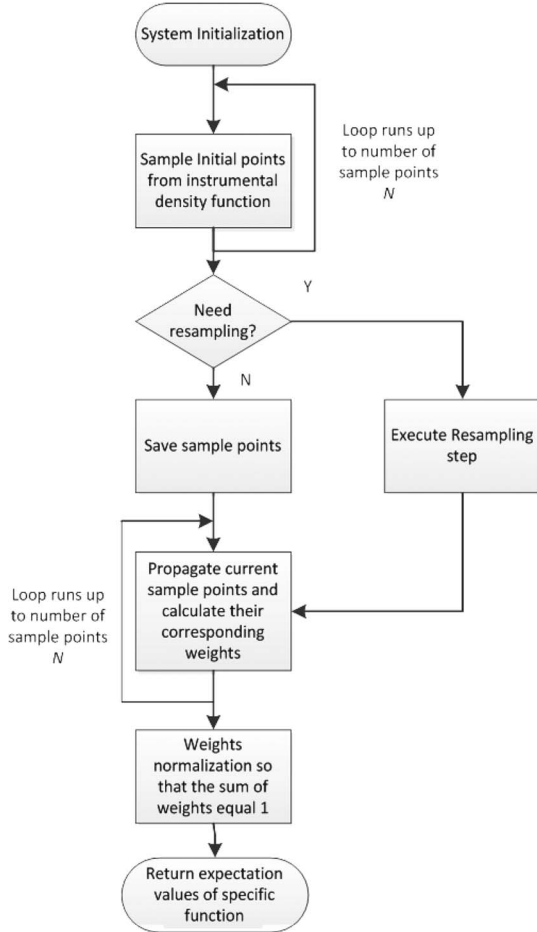 System Initialization
Loop runs up
to number of
sample points
N
Sample Initial points
from instrumental
density function
Y
Need
resampling?
N
Save sample points
Execute Resampling
step
Loop runs up
to number of
sample points
N
Propagate current
sample points and
calculate their
corresponding
weights
Weights
normalization so
that the sum of
weights equal 1
Return expectation
values of specific
function